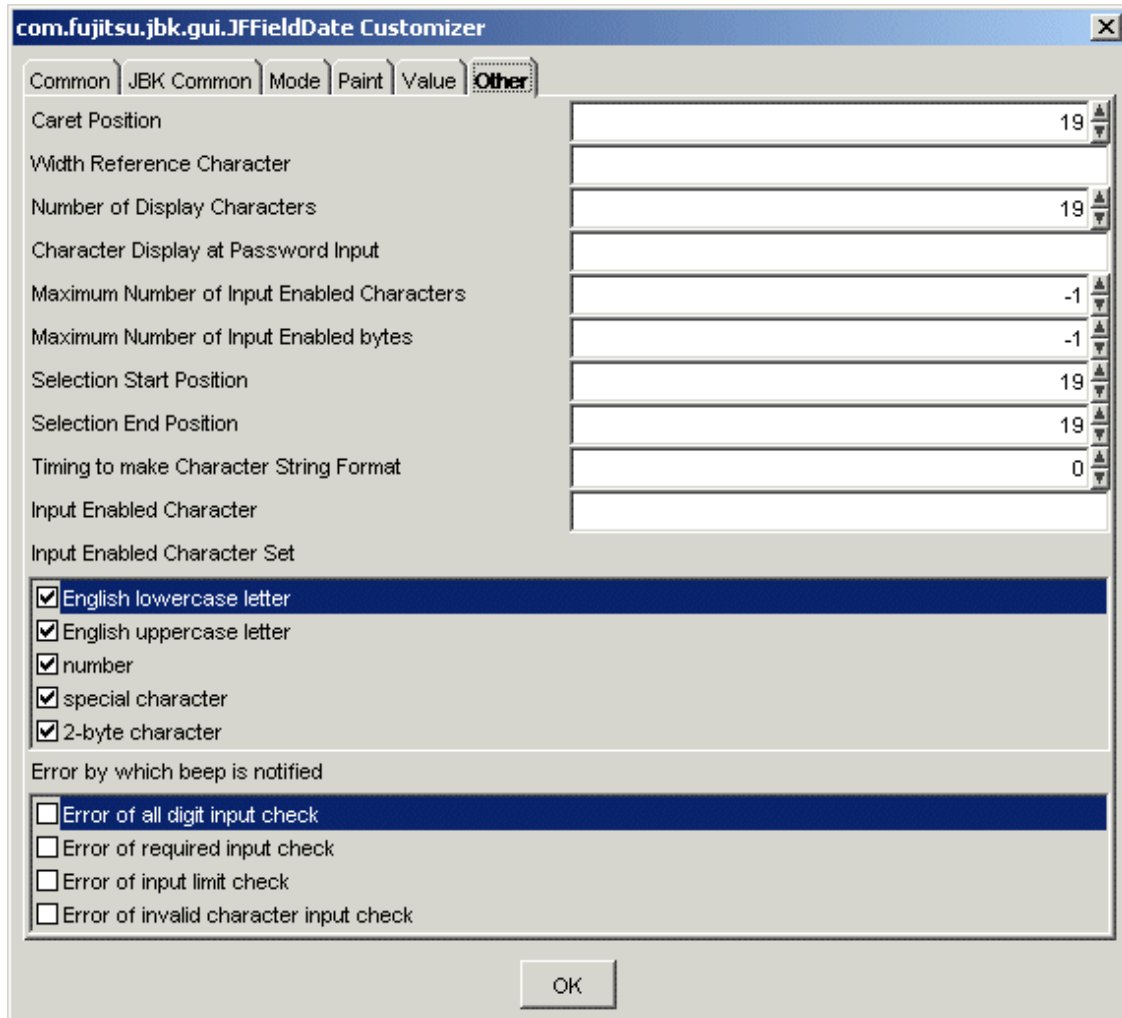 com.fujitsu.jbk.gui.JFFieldDate Customizer
Common JBK Common Mode Paint Value Other
Caret Position 19
Width Reference Character
Number of Display Characters 19
Character Display at Password Input
Maximum Number of Input Enabled Characters -1
Maximum Number of Input Enabled bytes -1
Selection Start Position 19
Selection End Position 19
Timing to make Character String Format 0
Input Enabled Character
Input Enabled Character Set
English lowercase letter
English uppercase letter
number
special character
2-byte character
Error by which beep is notified
Error of all digit input check
Error of required input check
Error of input limit check
Error of invalid character input check
OK